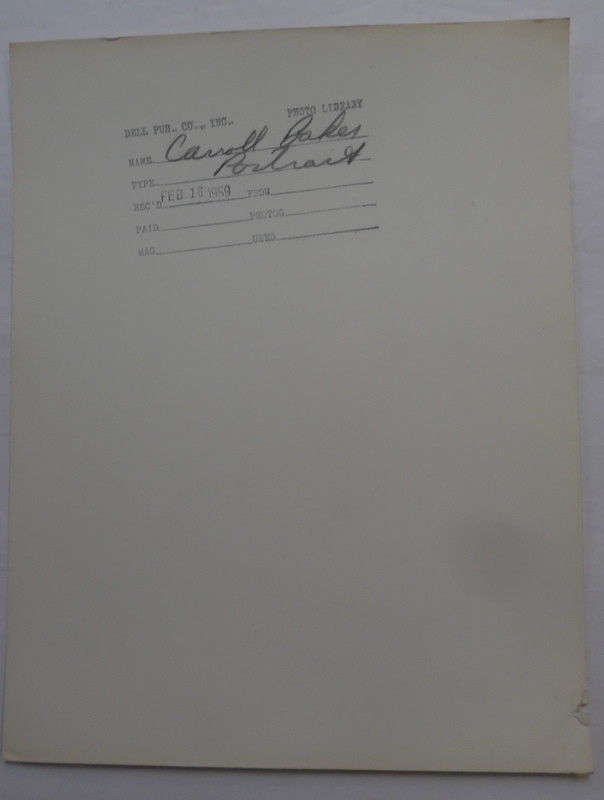 DELL PUB., CO., INC., PHOTO LIBRARY
NAME Carroll Baker
TYPE Portrait
REC'D FEB 16 1959 FROM
PAID PHOTOG
MAG USED